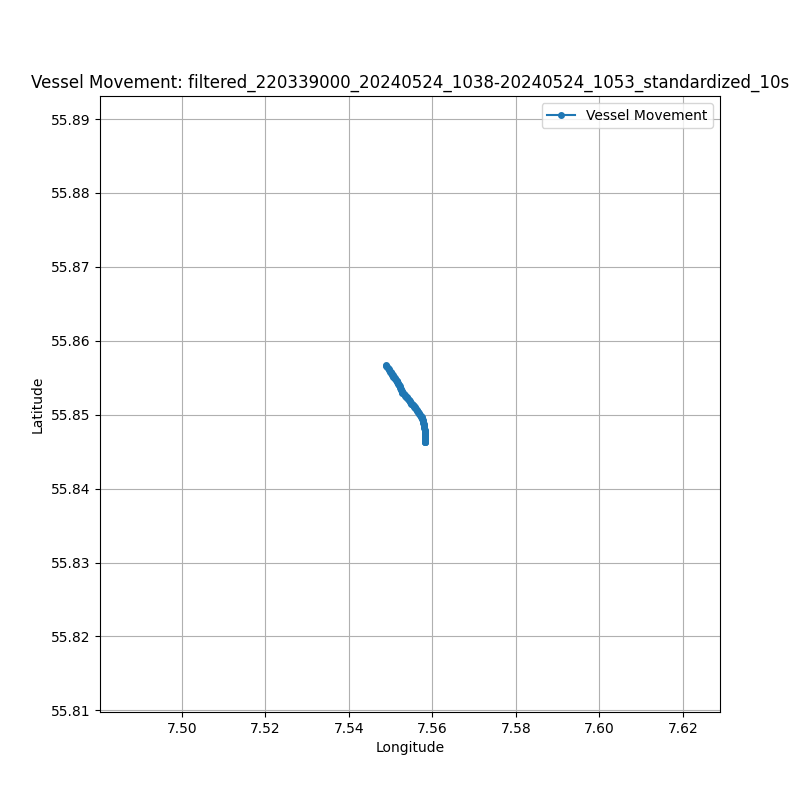 Vessel Movement: filtered_220339000_20240524_1038-20240524_1053_standardized_10s
Vessel Movement
55.89
55.88
55.87
55.86
55.85
55.84
55.83
55.82
55.81
Latitude
7.50 7.52 7.54 7.56 7.58 7.60 7.62
Longitude